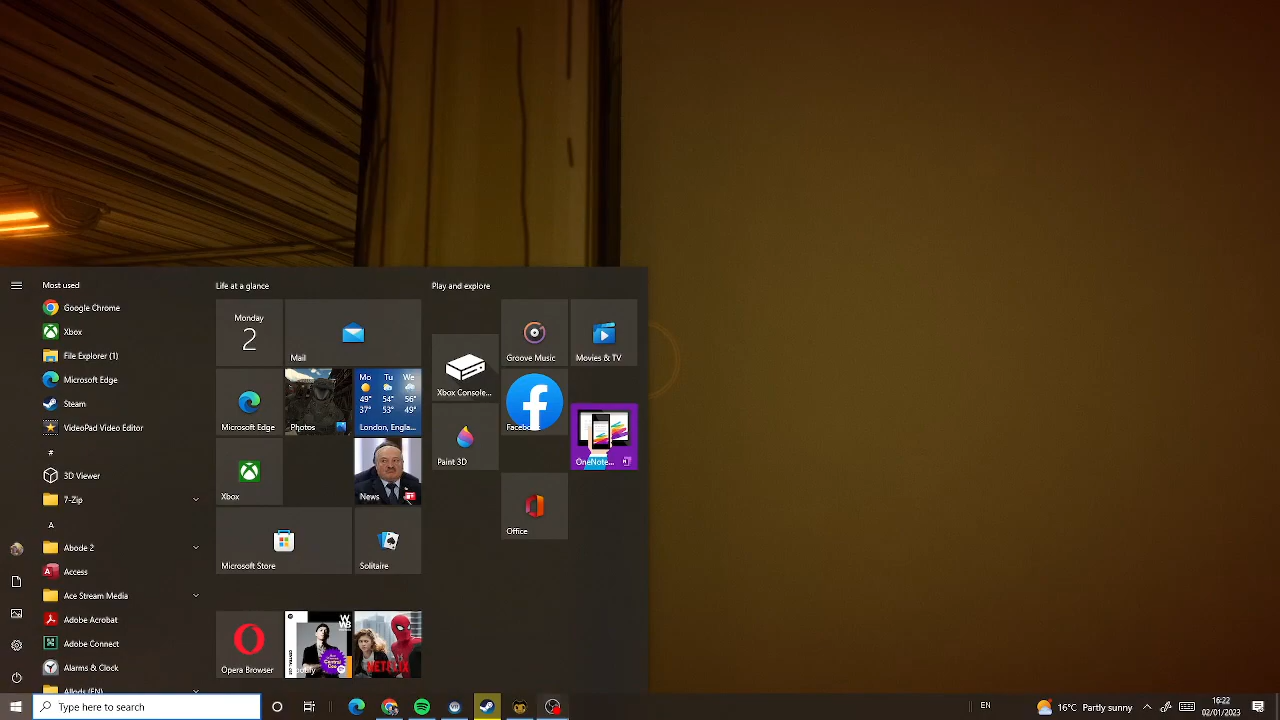 Most used
Google Chrome
Xbox
File Explorer (1)
Microsoft Edge
Steam
VideoPad Video Editor
#
3D Viewer
7-Zip
A
Abode 2
Access
Ace Stream Media
Adobe Acrobat
Adobe Connect
Alarms & Clock
Life at a glance
Monday
2
Mail
Microsoft Edge
Photos
Mo Tu We
49° 54° 56°
37° 53° 49°
London, Engla...
Xbox
News
Microsoft Store
Solitaire
Opera Browser
NETFLIX
Play and explore
Groove Music
Movies & TV
Xbox Console...
Paint 3D
OneNote...
Office
Type here to search
EN
16°C Partly sunny
16:22
02/01/2023